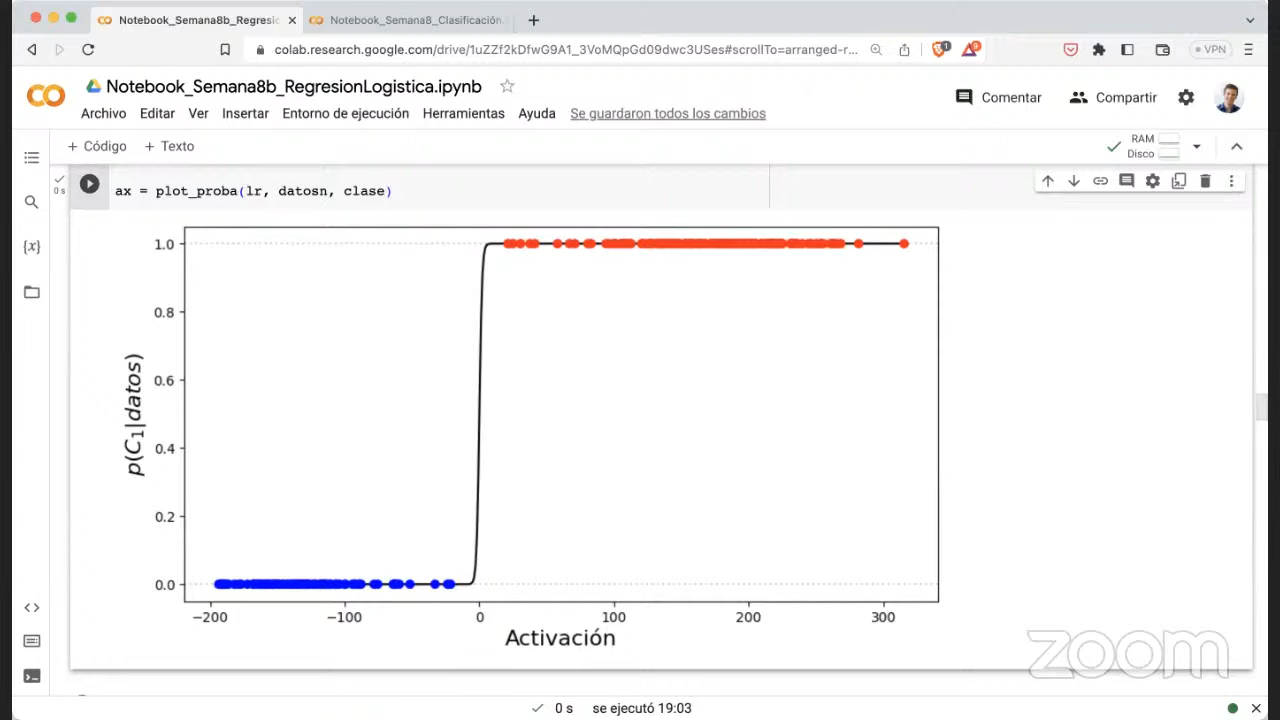 Notebook_Semana8b_Regresio
Notebook_Semana8_Clasificación.
colab.research.google.com/drive/1uZZf2kDfwG9A1_3VoMQpGd09dwc3USes#scrollTo=arranged-r...
1
9
VPN
Notebook_Semana8b_RegresionLogistica.ipynb
Archivo Editar Ver Insertar Entorno de ejecución Herramientas Ayuda Se guardaron todos los cambios
Comentar
Compartir
+ Código + Texto
RAM
Disco
0 s
ax = plot_proba(lr, datosn, clase)
{x}
1.0
0.8
0.6
0.4
0.2
0.0
p(C₁|datos)
−200 −100 0 100 200 300
Activación
zoom
0 s se ejecutó 19:03